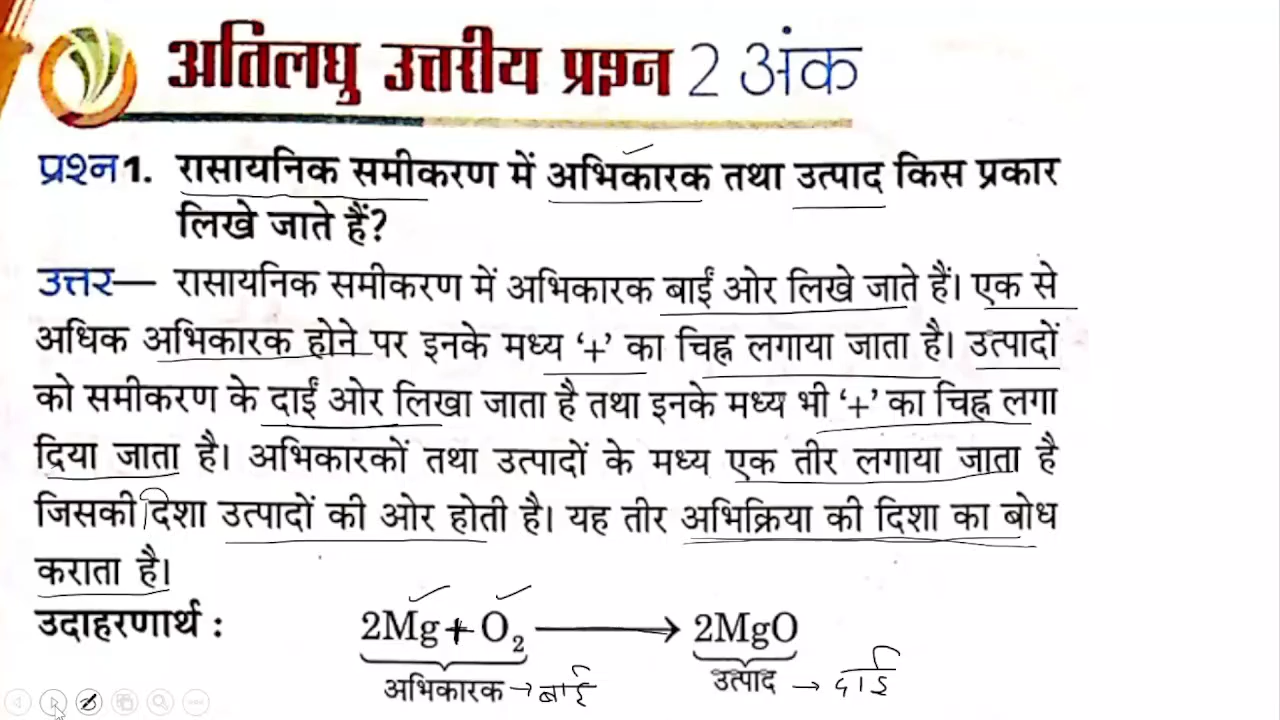 अतिलघु उत्तरीय प्रश्न 2 अंक
प्रश्न 1. रासायनिक समीकरण में अभिकारक तथा उत्पाद किस प्रकार
लिखे जाते हैं?
उत्तर— रासायनिक समीकरण में अभिकारक बाईं ओर लिखे जाते हैं। एक से
अधिक अभिकारक होने पर इनके मध्य ‘+’ का चिह्न लगाया जाता है। उत्पादों
को समीकरण के दाईं ओर लिखा जाता है तथा इनके मध्य भी ‘+’ का चिह्न लगा
दिया जाता है। अभिकारकों तथा उत्पादों के मध्य एक तीर लगाया जाता है
जिसकी दिशा उत्पादों की ओर होती है। यह तीर अभिक्रिया की दिशा का बोध
कराता है।
उदाहरणार्थ : 2Mg + O₂ ⟶ 2MgO
अभिकारक → बाई उत्पाद → दाई